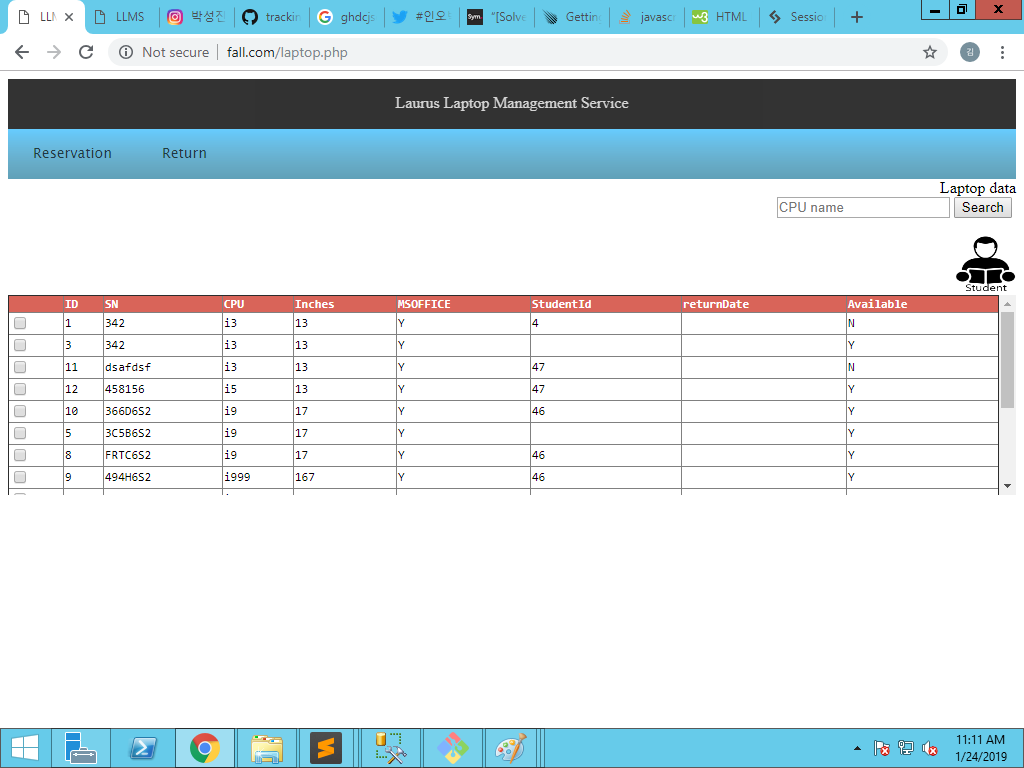 LLM
LLMS
박성진
trackin
ghdcjs
#인오
Sym.
"[Solve
Getting
javasc
w3
HTML
Sessio
Not secure
fall.com/laptop.php
김
Laurus Laptop Management Service
Reservation Return
Laptop data
CPU name Search
Student
ID SN CPU Inches MSOFFICE StudentId returnDate Available
1 342 i3 13 Y 4 N
3 342 i3 13 Y Y
11 dsafdsf i3 13 Y 47 N
12 458156 i5 13 Y 47 Y
10 366D6S2 i9 17 Y 46 Y
5 3C5B6S2 i9 17 Y Y
8 FRTC6S2 i9 17 Y 46 Y
9 494H6S2 i999 167 Y 46 Y
11:11 AM
1/24/2019